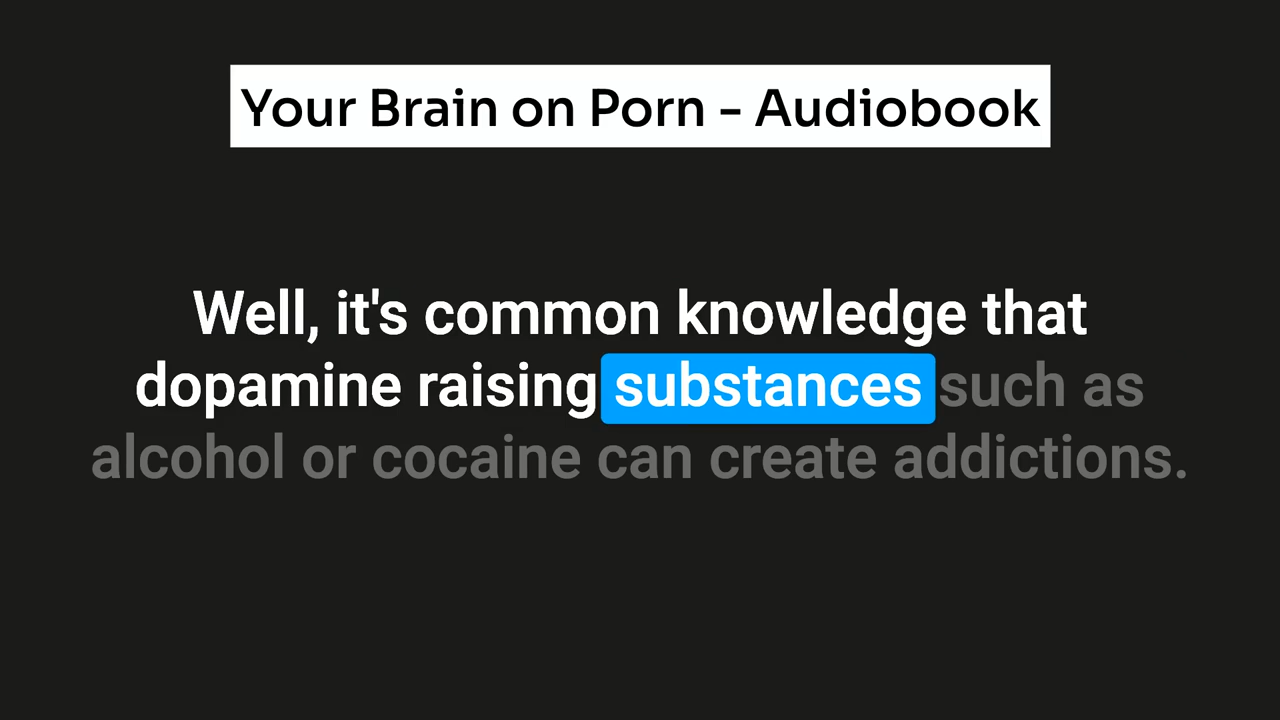 Your Brain on Porn - Audiobook
Well, it's common knowledge that
dopamine raising substances such as
alcohol or cocaine can create addictions.